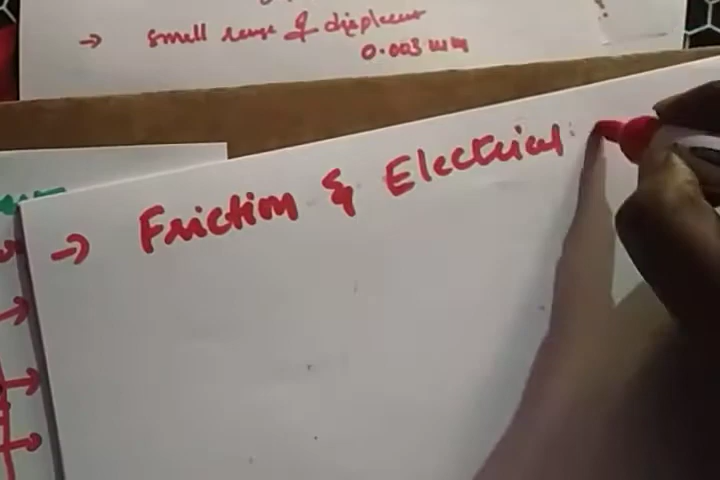 → Small range of displacement
0.003 mm
→ Friction & Electrical